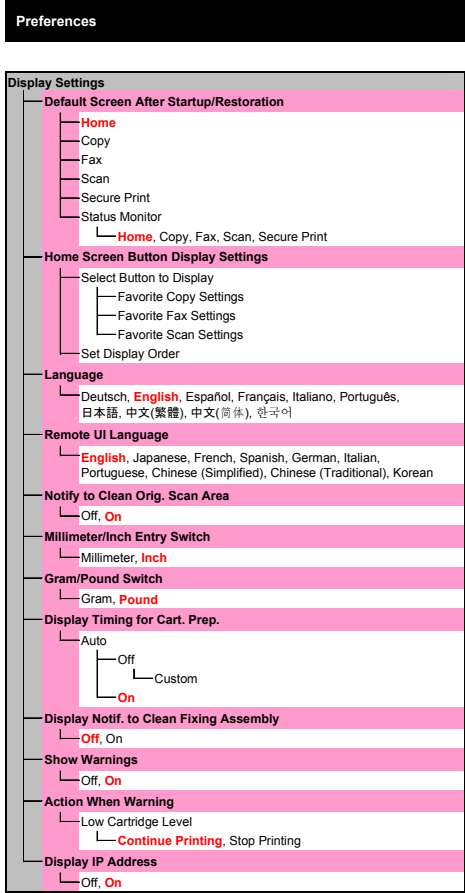 Preferences
Display Settings
Default Screen After Startup/Restoration
Home
Copy
Fax
Scan
Secure Print
Status Monitor
Home, Copy, Fax, Scan, Secure Print
Home Screen Button Display Settings
Select Button to Display
Favorite Copy Settings
Favorite Fax Settings
Favorite Scan Settings
Set Display Order
Language
Deutsch, English, Español, Français, Italiano, Português,
日本語, 中文(繁體), 中文(简体), 한국어
Remote UI Language
English, Japanese, French, Spanish, German, Italian,
Portuguese, Chinese (Simplified), Chinese (Traditional), Korean
Notify to Clean Orig. Scan Area
Off, On
Millimeter/Inch Entry Switch
Millimeter, Inch
Gram/Pound Switch
Gram, Pound
Display Timing for Cart. Prep.
Auto
Off
Custom
On
Display Notif. to Clean Fixing Assembly
Off, On
Show Warnings
Off, On
Action When Warning
Low Cartridge Level
Continue Printing, Stop Printing
Display IP Address
Off, On